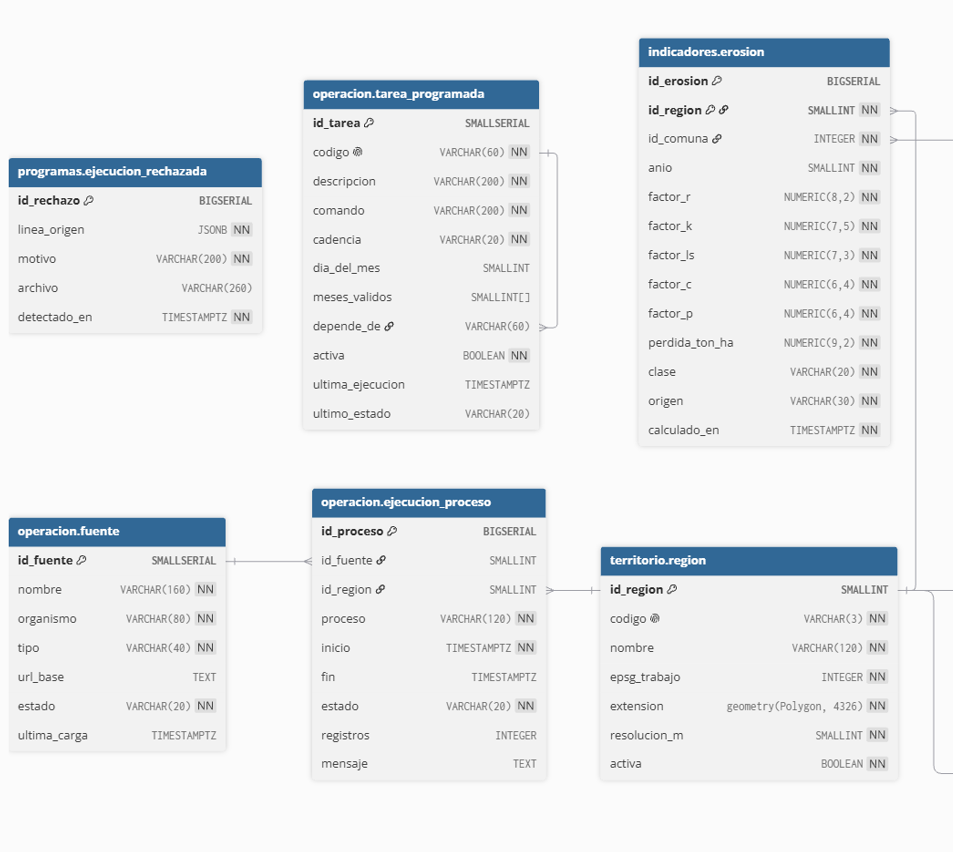 programas.ejecucion_rechazada
id_rechazo BIGSERIAL
linea_origen JSONB NN
motivo VARCHAR(200) NN
archivo VARCHAR(260)
detectado_en TIMESTAMPTZ NN
operacion.tarea_programada
id_tarea SMALLSERIAL
codigo VARCHAR(60) NN
descripcion VARCHAR(200) NN
comando VARCHAR(200) NN
cadencia VARCHAR(20) NN
dia_del_mes SMALLINT
meses_validos SMALLINT[]
depende_de VARCHAR(60)
activa BOOLEAN NN
ultima_ejecucion TIMESTAMPTZ
ultimo_estado VARCHAR(20)
indicadores.erosion
id_erosion BIGSERIAL
id_region SMALLINT NN
id_comuna INTEGER NN
anio SMALLINT NN
factor_r NUMERIC(8,2) NN
factor_k NUMERIC(7,5) NN
factor_ls NUMERIC(7,3) NN
factor_c NUMERIC(6,4) NN
factor_p NUMERIC(6,4) NN
perdida_ton_ha NUMERIC(9,2) NN
clase VARCHAR(20) NN
origen VARCHAR(30) NN
calculado_en TIMESTAMPTZ NN
operacion.fuente
id_fuente SMALLSERIAL
nombre VARCHAR(160) NN
organismo VARCHAR(80) NN
tipo VARCHAR(40) NN
url_base TEXT
estado VARCHAR(20) NN
ultima_carga TIMESTAMPTZ
operacion.ejecucion_proceso
id_proceso BIGSERIAL
id_fuente SMALLINT
id_region SMALLINT
proceso VARCHAR(120) NN
inicio TIMESTAMPTZ NN
fin TIMESTAMPTZ
estado VARCHAR(20) NN
registros INTEGER
mensaje TEXT
territorio.region
id_region SMALLINT
codigo VARCHAR(3) NN
nombre VARCHAR(120) NN
epsg_trabajo INTEGER NN
extension geometry(Polygon, 4326) NN
resolucion_m SMALLINT NN
activa BOOLEAN NN